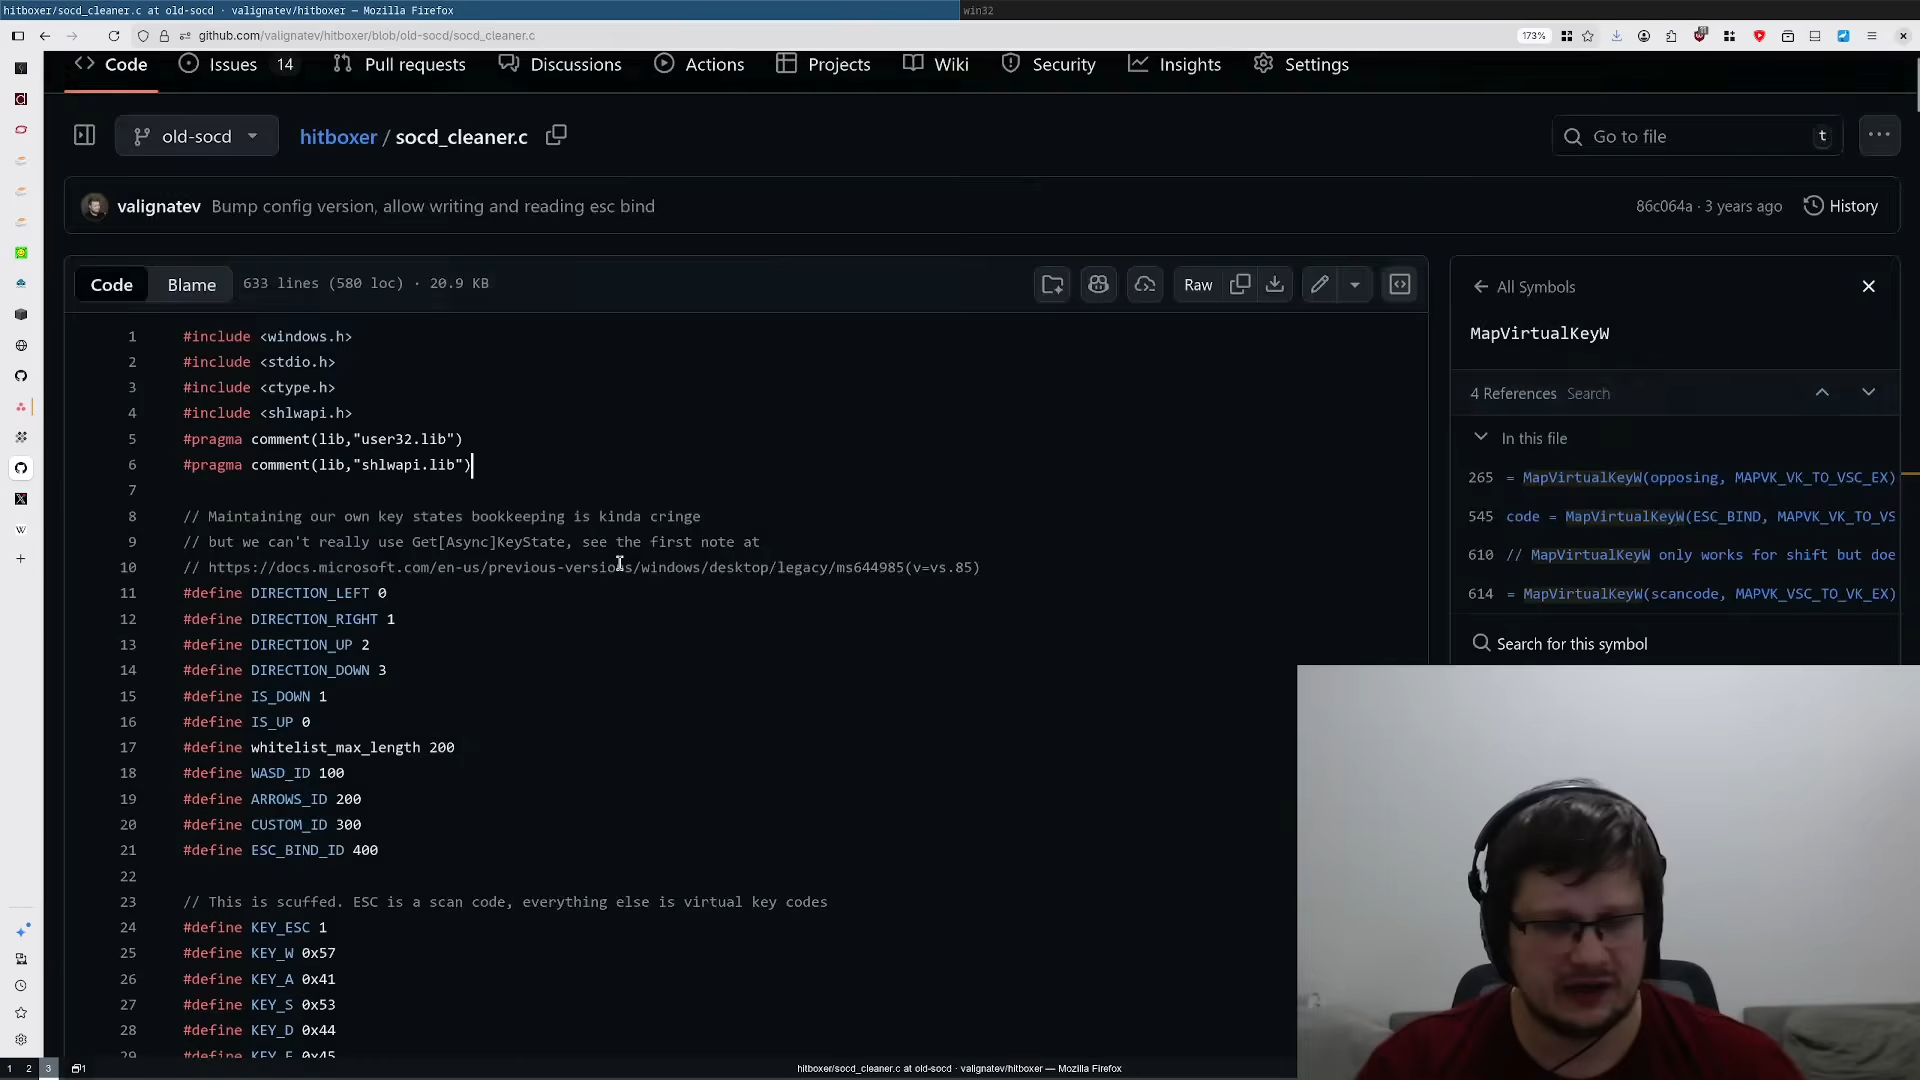 hitboxer/socd_cleaner.c at old-socd · valignatev/hitboxer — Mozilla Firefox
win32
github.com/valignatev/hitboxer/blob/old-socd/socd_cleaner.c
173%
Code
Issues 14
Pull requests
Discussions
Actions
Projects
Wiki
Security
Insights
Settings
old-socd
hitboxer / socd_cleaner.c
Go to file t
valignatev Bump config version, allow writing and reading esc bind
86c064a · 3 years ago
History
Code Blame 633 lines (580 loc) · 20.9 KB
Raw
1 #include <windows.h>
2 #include <stdio.h>
3 #include <ctype.h>
4 #include <shlwapi.h>
5 #pragma comment(lib,"user32.lib")
6 #pragma comment(lib,"shlwapi.lib")
7
8 // Maintaining our own key states bookkeeping is kinda cringe
9 // but we can't really use Get[Async]KeyState, see the first note at
10 // https://docs.microsoft.com/en-us/previous-versions/windows/desktop/legacy/ms644985(v=vs.85)
11 #define DIRECTION_LEFT 0
12 #define DIRECTION_RIGHT 1
13 #define DIRECTION_UP 2
14 #define DIRECTION_DOWN 3
15 #define IS_DOWN 1
16 #define IS_UP 0
17 #define whitelist_max_length 200
18 #define WASD_ID 100
19 #define ARROWS_ID 200
20 #define CUSTOM_ID 300
21 #define ESC_BIND_ID 400
22
23 // This is scuffed. ESC is a scan code, everything else is virtual key codes
24 #define KEY_ESC 1
25 #define KEY_W 0x57
26 #define KEY_A 0x41
27 #define KEY_S 0x53
28 #define KEY_D 0x44
29 #define KEY_E 0x45
All Symbols
MapVirtualKeyW
4 References Search
In this file
265 = MapVirtualKeyW(opposing, MAPVK_VK_TO_VSC_EX)
545 code = MapVirtualKeyW(ESC_BIND, MAPVK_VK_TO_VS
610 // MapVirtualKeyW only works for shift but doe
614 = MapVirtualKeyW(scancode, MAPVK_VSC_TO_VK_EX)
Search for this symbol
1 2 3
1
hitboxer/socd_cleaner.c at old-socd · valignatev/hitboxer — Mozilla Firefox